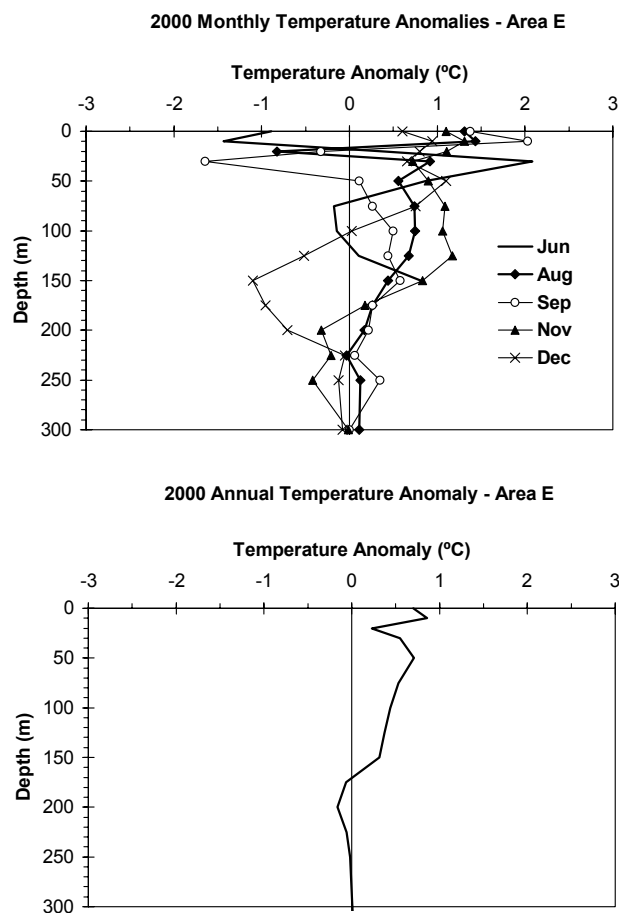 2000 Monthly Temperature Anomalies - Area E
Temperature Anomaly (ºC)
-3 -2 -1 0 1 2 3
0
50
100
150
200
250
300
Depth (m)
Jun
Aug
Sep
Nov
Dec
2000 Annual Temperature Anomaly - Area E
Temperature Anomaly (ºC)
-3 -2 -1 0 1 2 3
0
50
100
150
200
250
300
Depth (m)